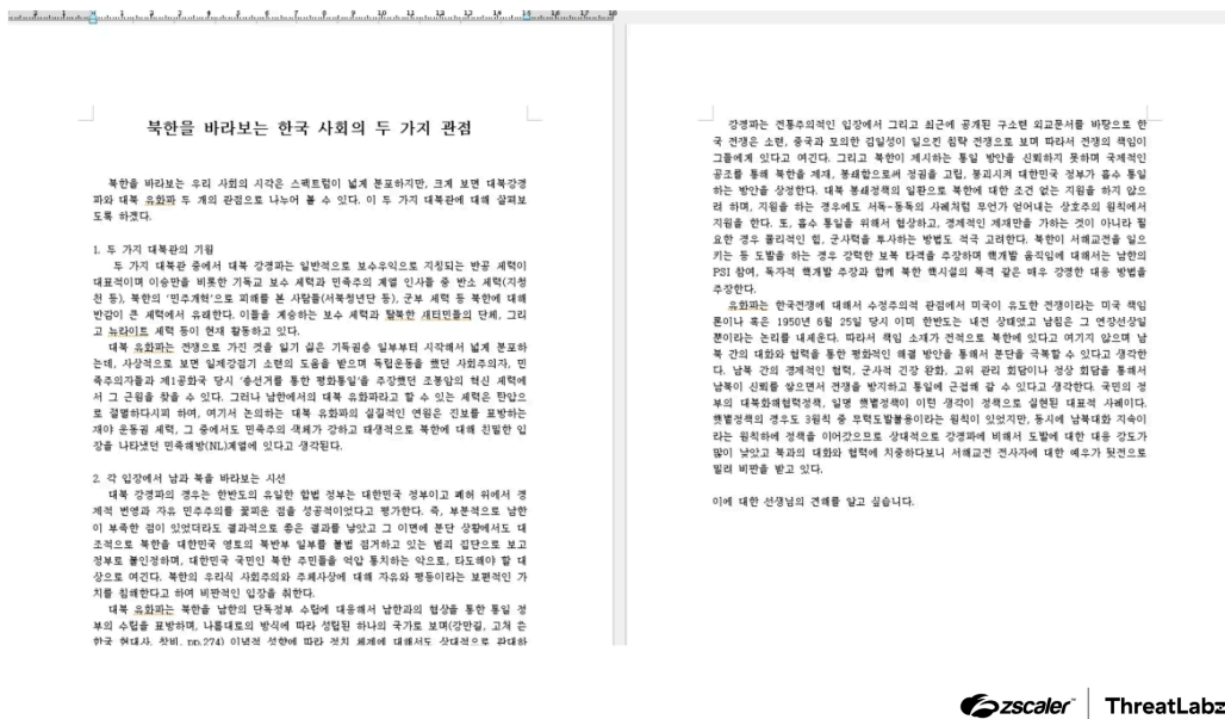 북한을 바라보는 한국 사회의 두 가지 관점
북한을 바라보는 우리 사회의 시각은 스펙트럼이 넓게 분포하지만, 크게 보면 대북강경
파와 대북 유화파 두 개의 관점으로 나누어 볼 수 있다. 이 두 가지 대북관에 대해 살펴보
도록 하겠다.
1. 두 가지 대북관의 기원
두 가지 대북관 중에서 대북 강경파는 일반적으로 보수우익으로 지칭되는 반공 세력이
대표적이며 이승만을 비롯한 기독교 보수 세력과 민족주의 계열 인사들 중 반소 세력(지청
천 등), 북한의 '민주개혁'으로 피해를 본 사람들(서북청년단 등), 군부 세력 등 북한에 대해
반감이 큰 세력에서 유래한다. 이들을 계승하는 보수 세력과 탈북한 새터민들의 단체, 그리
고 뉴라이트 세력 등이 현재 활동하고 있다.
대북 유화파는 전쟁으로 가진 것을 잃기 싫은 기득권층 일부부터 시작해서 넓게 분포하
는데, 사상적으로 보면 일제강점기 소련의 도움을 받으며 독립운동을 했던 사회주의자, 민
족주의자들과 제1공화국 당시 '총선거를 통한 평화통일'을 주장했던 조봉암의 혁신 세력에
서 그 근원을 찾을 수 있다. 그러나 남한에서의 대북 유화파라고 할 수 있는 세력은 탄압으
로 절멸하다시피 하여, 여기서 논의하는 대북 유화파의 실질적인 연원은 진보를 표방하는
재야 운동권 세력, 그 중에서도 민족주의 색채가 강하고 태생적으로 북한에 대해 친밀한 입
장을 나타냈던 민족해방(NL)계열에 있다고 생각된다.
2. 각 입장에서 남과 북을 바라보는 시선
대북 강경파의 경우는 한반도의 유일한 합법 정부는 대한민국 정부이고 폐허 위에서 경
제적 번영과 자유 민주주의를 꽃피운 점을 성공적이었다고 평가한다. 즉, 부분적으로 남한
이 부족한 점이 있었더라도 결과적으로 좋은 결과를 낳았고 그 이면에 분단 상황에서도 대
조적으로 북한을 대한민국 영토의 북반부 일부를 불법 점거하고 있는 범죄 집단으로 보고
정부로 불인정하며, 대한민국 국민인 북한 주민들을 억압 통치하는 악으로, 타도해야 할 대
상으로 여긴다. 북한의 우리식 사회주의와 주체사상에 대해 자유와 평등이라는 보편적인 가
치를 침해한다고 하여 비판적인 입장을 취한다.
대북 유화파는 북한을 남한의 단독정부 수립에 대응해서 남한과의 협상을 통한 통일 정
부의 수립을 표방하며, 나름대로의 방식에 따라 성립된 하나의 국가로 보며(강만길, 고쳐 쓴
한국 현대사, 창비, pp.274) 이념적 성향에 따라 정치 체제에 대해서도 상대적으로 관대하
강경파는 전통주의적인 입장에서 그리고 최근에 공개된 구소련 외교문서를 바탕으로 한
국 전쟁은 소련, 중국과 모의한 김일성이 일으킨 침략 전쟁으로 보며 따라서 전쟁의 책임이
그들에게 있다고 여긴다. 그리고 북한이 제시하는 통일 방안을 신뢰하지 못하며 국제적인
공조를 통해 북한을 제재, 봉쇄함으로써 정권을 고립, 붕괴시켜 대한민국 정부가 흡수 통일
하는 방안을 상정한다. 대북 봉쇄정책의 일환으로 북한에 대한 조건 없는 지원을 하지 않으
려 하며, 지원을 하는 경우에도 서독-동독의 사례처럼 무언가 얻어내는 상호주의 원칙에서
지원을 한다. 또, 흡수 통일을 위해서 협상하고, 경제적인 제재만을 가하는 것이 아니라 필
요한 경우 물리적인 힘, 군사력을 투사하는 방법도 적극 고려한다. 북한이 서해교전을 일으
키는 등 도발을 하는 경우 강력한 보복 타격을 주장하며 핵개발 움직임에 대해서는 남한의
PSI 참여, 독자적 핵개발 주장과 함께 북한 핵시설의 폭격 같은 매우 강경한 대응 방법을
주장한다.
유화파는 한국전쟁에 대해서 수정주의적 관점에서 미국이 유도한 전쟁이라는 미국 책임
론이나 혹은 1950년 6월 25일 당시 이미 한반도는 내전 상태였고 남침은 그 연장선상일
뿐이라는 논리를 내세운다. 따라서 책임 소재가 전적으로 북한에 있다고 여기지 않으며 남
북 간의 대화와 협력을 통한 평화적인 해결 방안을 통해서 분단을 극복할 수 있다고 생각한
다. 남북 간의 경제적인 협력, 군사적 긴장 완화, 고위 관리 회담이나 정상 회담을 통해서
남북이 신뢰를 쌓으면서 전쟁을 방지하고 통일에 근접해 갈 수 있다고 생각한다. 국민의 정
부의 대북화해협력정책, 일명 햇볕정책이 이런 생각이 정책으로 실현된 대표적 사례이다.
햇볕정책의 경우도 3원칙 중 무력도발불용이라는 원칙이 있었지만, 동시에 남북대화 지속이
라는 원칙하에 정책을 이어갔으므로 상대적으로 강경파에 비해서 도발에 대한 대응 강도가
많이 낮았고 북과의 대화와 협력에 치중하다보니 서해교전 전사자에 대한 예우가 뒷전으로
밀려 비판을 받고 있다.
이에 대한 선생님의 견해를 알고 싶습니다.
zscaler | ThreatLabz